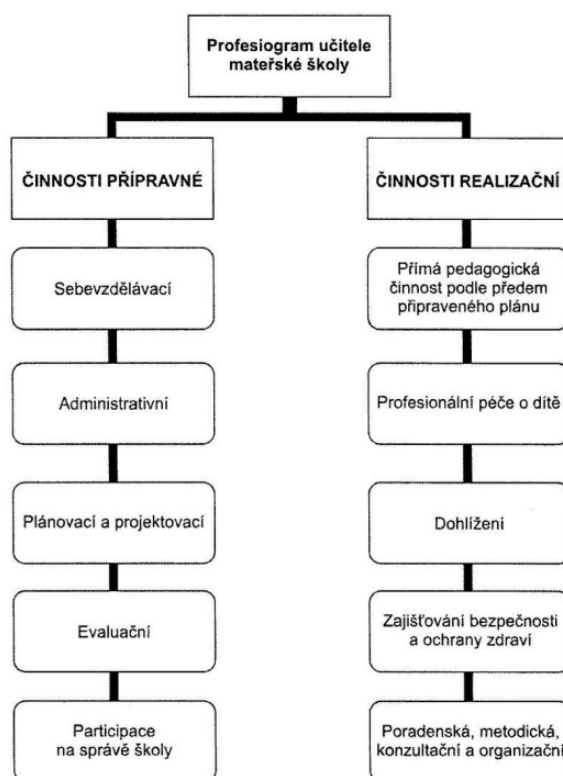 Profesiogram učitele
mateřské školy
ČINNOSTI PŘÍPRAVNÉ
Sebevzdělávací
Administrativní
Plánovací a projektovací
Evaluační
Participace
na správě školy
ČINNOSTI REALIZAČNÍ
Přímá pedagogická
činnost podle předem
připraveného plánu
Profesionální péče o dítě
Dohlížení
Zajišťování bezpečnosti
a ochrany zdraví
Poradenská, metodická,
konzultační a organizační